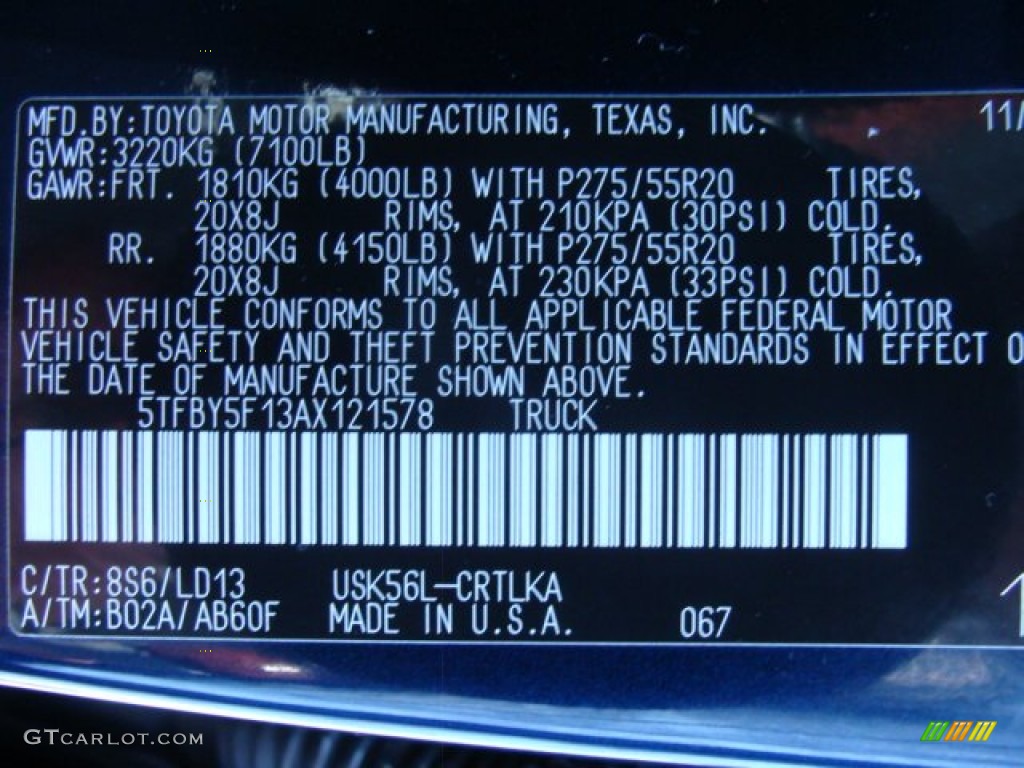 MFD.BY:TOYOTA MOTOR MANUFACTURING, TEXAS, INC. 11/
GVWR:3220KG (7100LB)
GAWR:FRT. 1810KG (4000LB) WITH P275/55R20 TIRES,
20X8J RIMS, AT 210KPA (30PSI) COLD.
RR. 1880KG (4150LB) WITH P275/55R20 TIRES,
20X8J RIMS, AT 230KPA (33PSI) COLD.
THIS VEHICLE CONFORMS TO ALL APPLICABLE FEDERAL MOTOR
VEHICLE SAFETY AND THEFT PREVENTION STANDARDS IN EFFECT O
THE DATE OF MANUFACTURE SHOWN ABOVE.
5TFBY5F13AX121578 TRUCK
C/TR:8S6/LD13 USK56L-CRTLKA
A/TM:B02A/AB60F MADE IN U.S.A. 067 1
GTCARLOT.COM